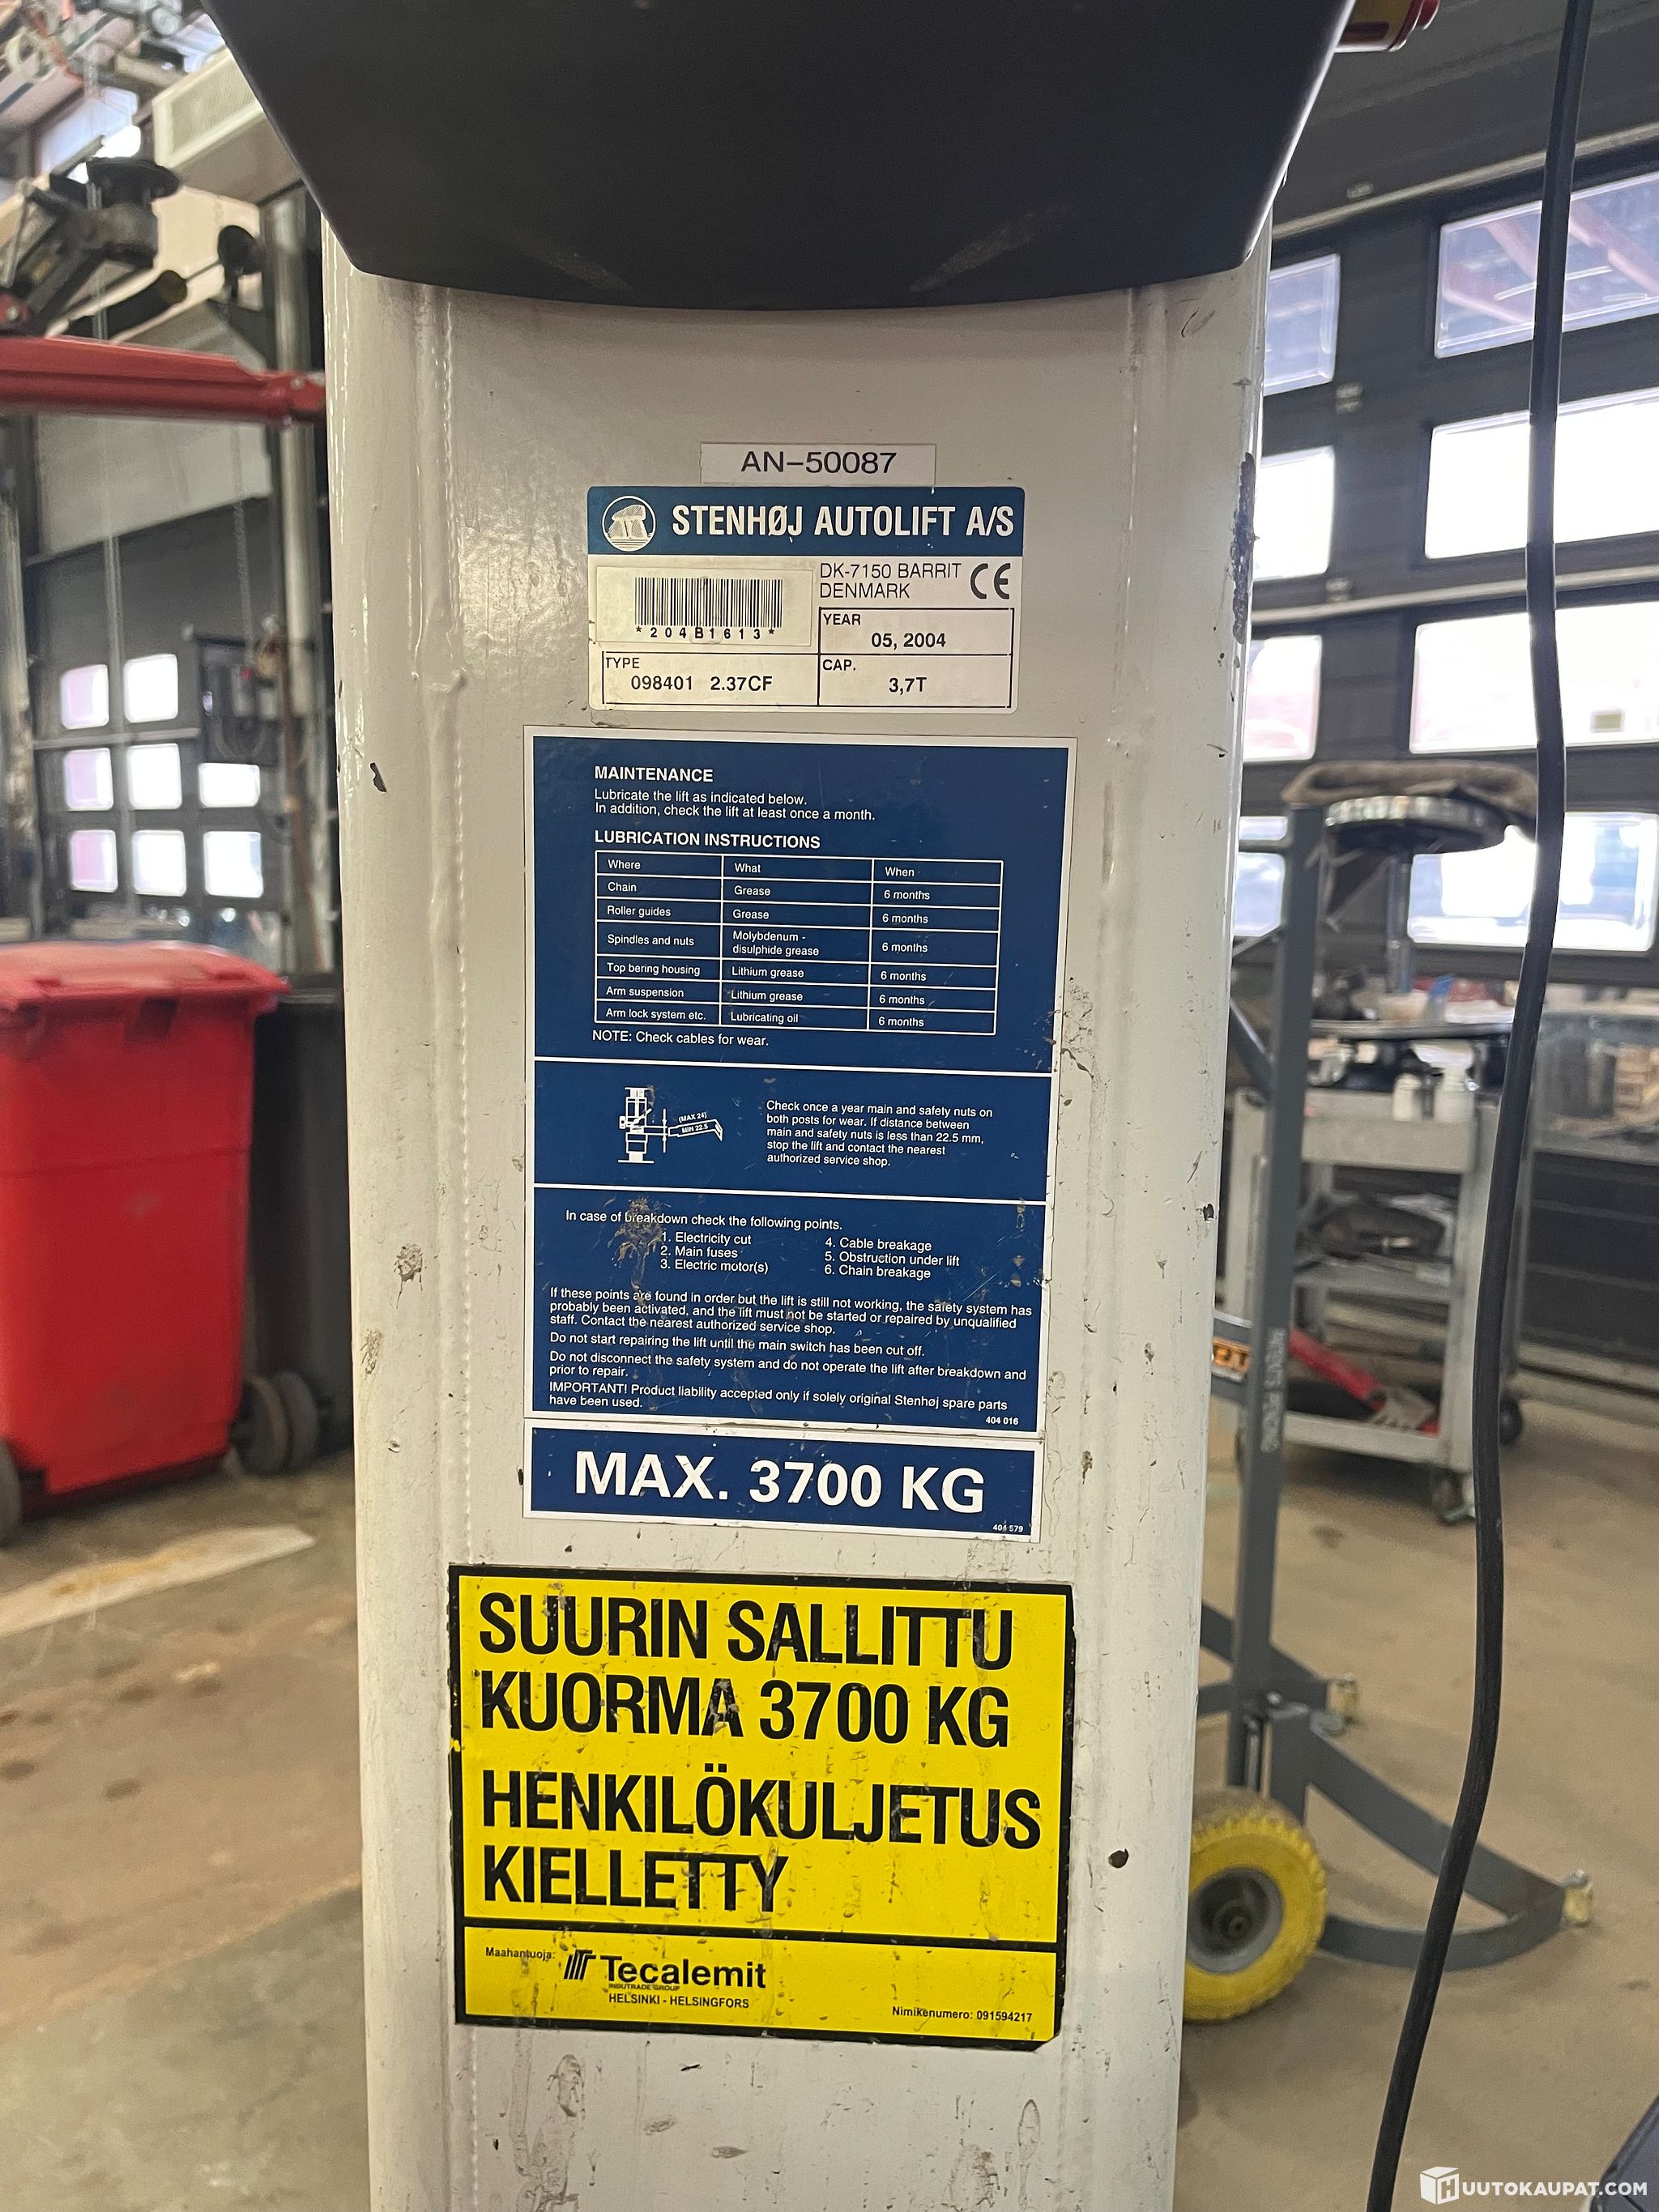 AN-50087
STENHØJ AUTOLIFT A/S
DK-7150 BARRIT
DENMARK
CE
*204B1613*
YEAR
05, 2004
TYPE
098401 2.37CF
CAP.
3,7T
MAINTENANCE
Lubricate the lift as indicated below.
In addition, check the lift at least once a month.
LUBRICATION INSTRUCTIONS
Where What When
Chain Grease 6 months
Roller guides Grease 6 months
Spindles and nuts Molybdenum - disulphide grease 6 months
Top bering housing Lithium grease 6 months
Arm suspension Lithium grease 6 months
Arm lock system etc. Lubricating oil 6 months
NOTE: Check cables for wear.
(MAX 24)
MIN 22.5
Check once a year main and safety nuts on
both posts for wear. If distance between
main and safety nuts is less than 22.5 mm,
stop the lift and contact the nearest
authorized service shop.
In case of breakdown check the following points.
1. Electricity cut
2. Main fuses
3. Electric motor(s)
4. Cable breakage
5. Obstruction under lift
6. Chain breakage
If these points are found in order but the lift is still not working, the safety system has
probably been activated, and the lift must not be started or repaired by unqualified
staff. Contact the nearest authorized service shop.
Do not start repairing the lift until the main switch has been cut off.
Do not disconnect the safety system and do not operate the lift after breakdown and
prior to repair.
IMPORTANT! Product liability accepted only if solely original Stenhøj spare parts
have been used.
404 016
MAX. 3700 KG
404 579
SUURIN SALLITTU
KUORMA 3700 KG
HENKILÖKULJETUS
KIELLETTY
Maahantuoja:
Tecalemit
INDUTRADE GROUP
HELSINKI - HELSINGFORS
Nimikenumero: 091594217
HUUTOKAUPAT.COM